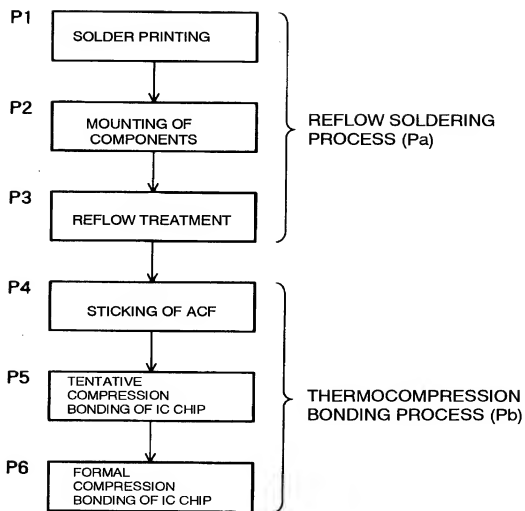 P1
SOLDER PRINTING
P2
MOUNTING OF
COMPONENTS
P3
REFLOW TREATMENT
REFLOW SOLDERING
PROCESS (Pa)
P4
STICKING OF ACF
P5
TENTATIVE
COMPRESSION
BONDING OF IC CHIP
P6
FORMAL
COMPRESSION
BONDING OF IC CHIP
THERMOCOMPRESSION
BONDING PROCESS (Pb)